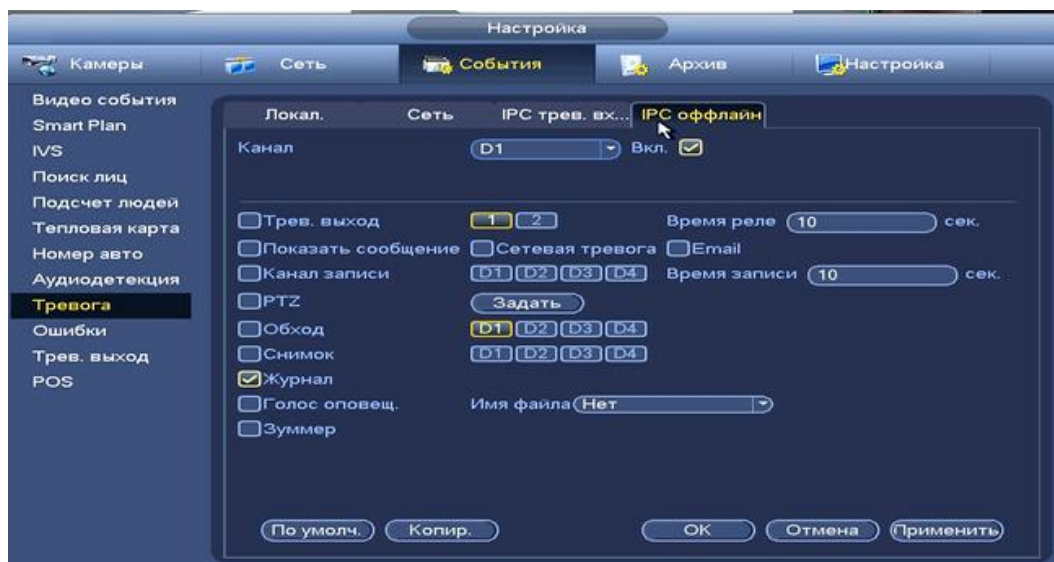 Настройка
Камеры Сеть События Архив Настройка
Видео события
Smart Plan
IVS
Поиск лиц
Подсчет людей
Тепловая карта
Номер авто
Аудиодетекция
Тревога
Ошибки
Трев. выход
POS
Локал. Сеть IPC трев. вх... IPC оффлайн
Канал D1 Вкл.
Трев. выход 1 2 Время реле 10 сек.
Показать сообщение Сетевая тревога Email
Канал записи D1 D2 D3 D4 Время записи 10 сек.
PTZ Задать
Обход D1 D2 D3 D4
Снимок D1 D2 D3 D4
Журнал
Голос оповещ. Имя файла Нет
Зуммер
По умолч. Копир. OK Отмена Применить